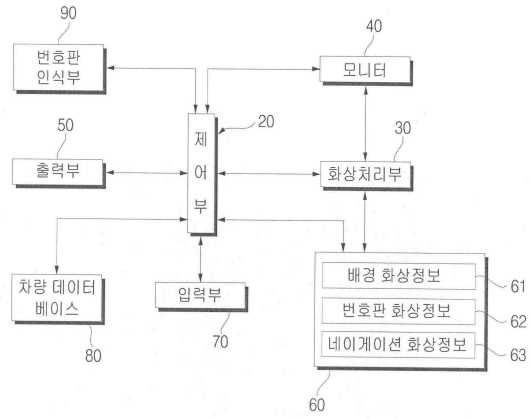 90
번호판
인식부
40
모니터
20
제
어
부
50
출력부
30
화상처리부
차량 데이터
베이스
80
입력부
70
배경 화상정보
61
번호판 화상정보
62
네이게이션 화상정보
63
60